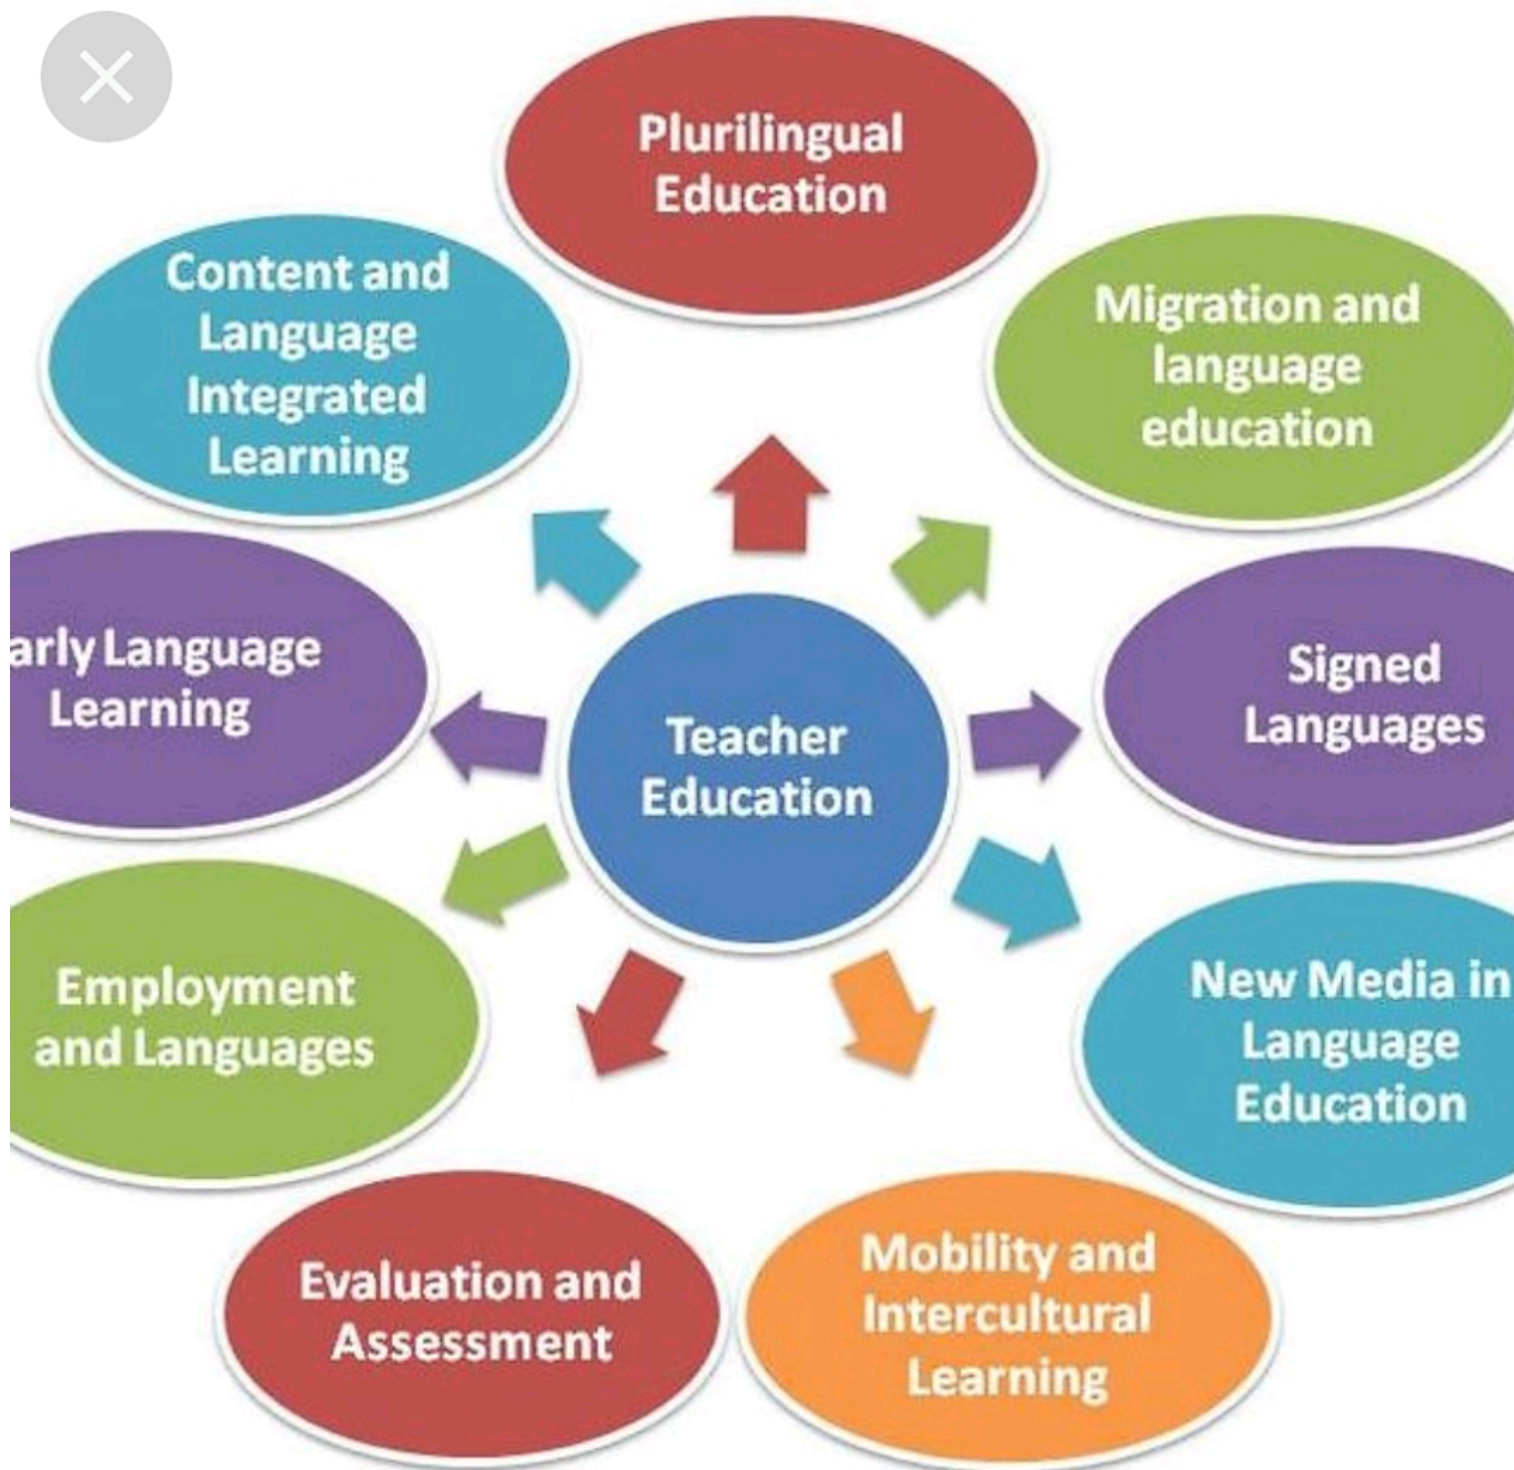 Plurilingual
Education
Migration and
language
education
Signed
Languages
New Media in
Language
Education
Mobility and
Intercultural
Learning
Evaluation and
Assessment
Employment
and Languages
arly Language
Learning
Content and
Language
Integrated
Learning
Teacher
Education